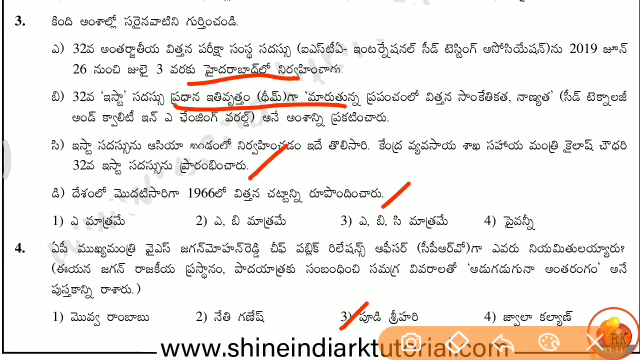 3. కింది అంశాల్లో సరైనవాటిని గుర్తించండి.
ఎ) 32వ అంతర్జాతీయ విత్తన పరీక్షా సంస్థ సదస్సు (ఐఎస్‌టీఏ- ఇంటర్నేషనల్ సీడ్ టెస్టింగ్ అసోసియేషన్)ను 2019 జూన్
26 నుంచి జులై 3 వరకు హైదరాబాద్‌లో నిర్వహించారు.
బి) 32వ 'ఇస్టా' సదస్సు ప్రధాన ఇతివృత్తం (థీమ్)గా 'మారుతున్న ప్రపంచంలో విత్తన సాంకేతికత, నాణ్యత' (సీడ్ టెక్నాలజీ
అండ్ క్వాలిటీ ఇన్ ఎ ఛేంజింగ్ వరల్డ్) అనే అంశాన్ని ప్రకటించారు.
సి) ఇస్టా సదస్సును ఆసియా ఖండంలో నిర్వహించడం ఇదే తొలిసారి. కేంద్ర వ్యవసాయ శాఖ సహాయ మంత్రి కైలాష్ చౌధరి
32వ ఇస్టా సదస్సును ప్రారంభించారు.
డి) దేశంలో మొదటిసారిగా 1966లో విత్తన చట్టాన్ని రూపొందించారు.
1) ఎ మాత్రమే 2) ఎ, బి మాత్రమే 3) ఎ, బి, సి మాత్రమే 4) పైవన్నీ
4. ఏపీ ముఖ్యమంత్రి వైఎస్ జగన్‌మోహన్‌రెడ్డి చీఫ్ పబ్లిక్ రిలేషన్స్ ఆఫీసర్ (సీపీఆర్‌వో)గా ఎవరు నియమితులయ్యారు?
(ఈయన జగన్ రాజకీయ ప్రస్థానం, పాదయాత్రకు సంబంధించి సమగ్ర వివరాలతో 'అడుగడుగునా అంతరంగం' అనే
పుస్తకాన్ని రాశారు.)
1) మొవ్వ రాంబాబు 2) నేతి గణేష్ 3) పూడి శ్రీహరి 4) జ్వాలా కల్యాణ్
www.shineindiarktutorial.com